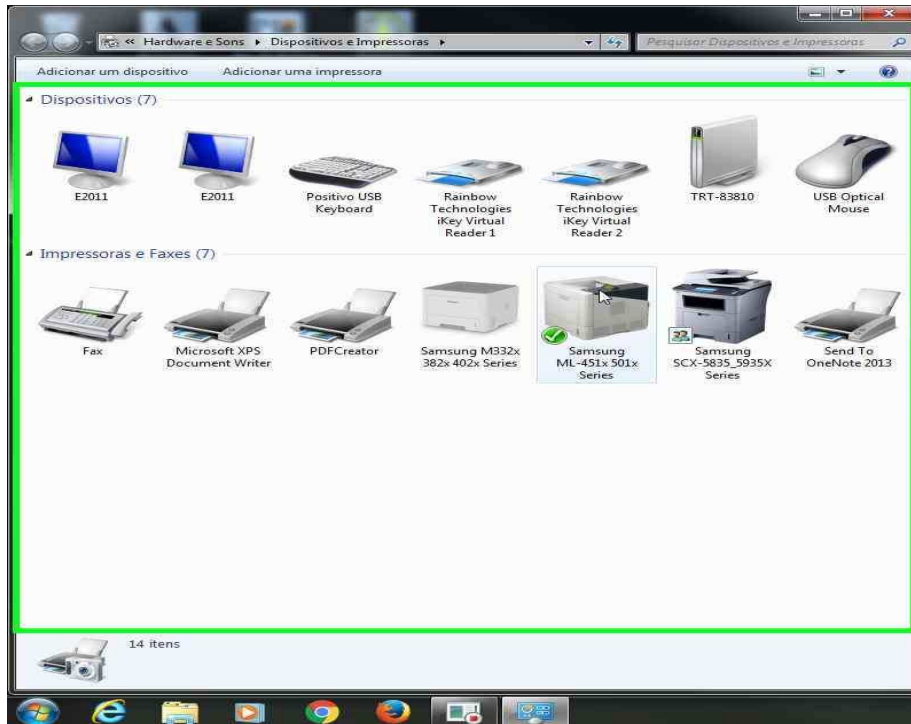 « Hardware e Sons ▸ Dispositivos e Impressoras ▸
Pesquisar Dispositivos e Impressoras
Adicionar um dispositivo Adicionar uma impressora
Dispositivos (7)
E2011
E2011
Positivo USB
Keyboard
Rainbow
Technologies
iKey Virtual
Reader 1
Rainbow
Technologies
iKey Virtual
Reader 2
TRT-83810
USB Optical
Mouse
Impressoras e Faxes (7)
Fax
Microsoft XPS
Document Writer
PDFCreator
Samsung M332x
382x 402x Series
Samsung
ML-451x 501x
Series
Samsung
SCX-5835_5935X
Series
Send To
OneNote 2013
14 itens